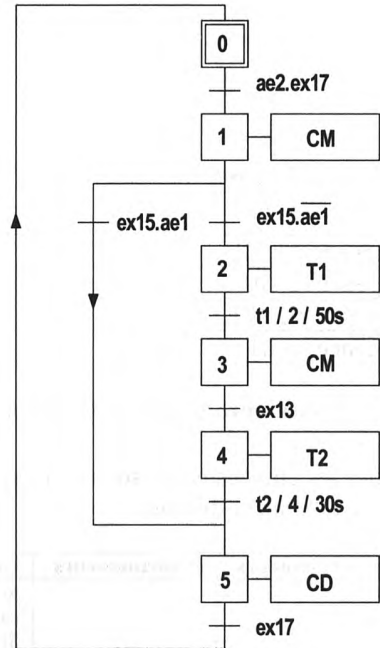 0
ae2.ex17
1 CM
ex15.ae1 ex15.a̅e̅1̅
2 T1
t1 / 2 / 50s
3 CM
ex13
4 T2
t2 / 4 / 30s
5 CD
ex17